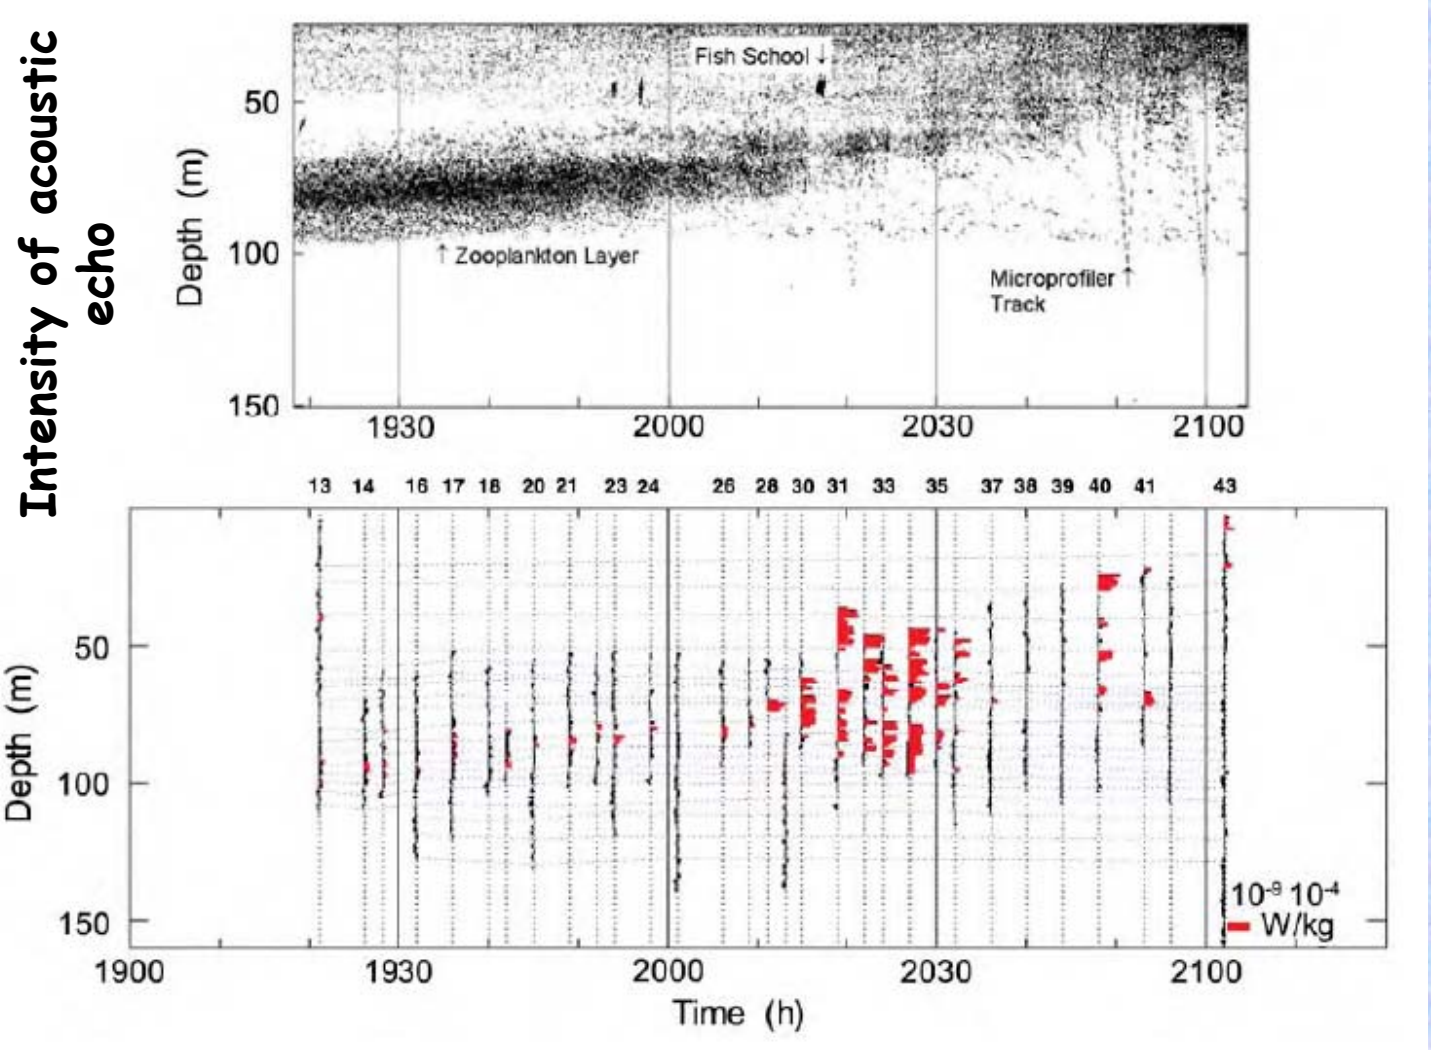 Intensity of acoustic
echo
Depth (m)
50
100
150
Fish School ↓
↑ Zooplankton Layer
Microprofiler ↑
Track
1930 2000 2030 2100
13 14 16 17 18 20 21 23 24 26 28 30 31 33 35 37 38 39 40 41 43
Depth (m)
50
100
150
10⁻⁹ 10⁻⁴
W/kg
1900 1930 2000 2030 2100
Time (h)